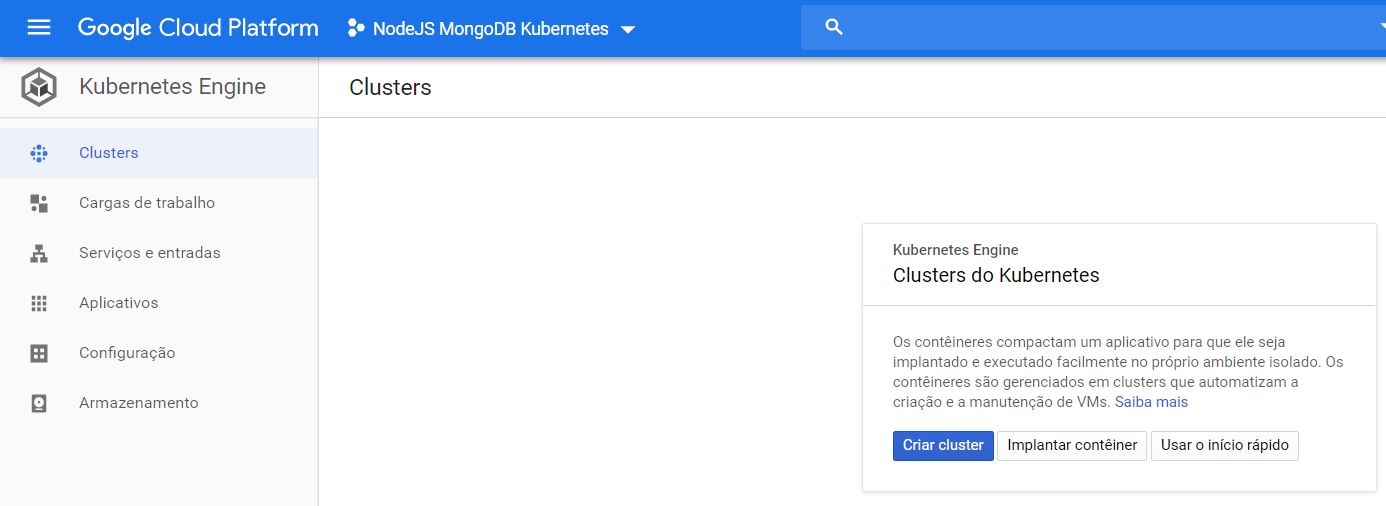 Google Cloud Platform
NodeJS MongoDB Kubernetes
Kubernetes Engine
Clusters
Clusters
Cargas de trabalho
Serviços e entradas
Aplicativos
Configuração
Armazenamento
Kubernetes Engine
Clusters do Kubernetes
Os contêineres compactam um aplicativo para que ele seja
implantado e executado facilmente no próprio ambiente isolado. Os
contêineres são gerenciados em clusters que automatizam a
criação e a manutenção de VMs. Saiba mais
Criar cluster
Implantar contêiner
Usar o início rápido